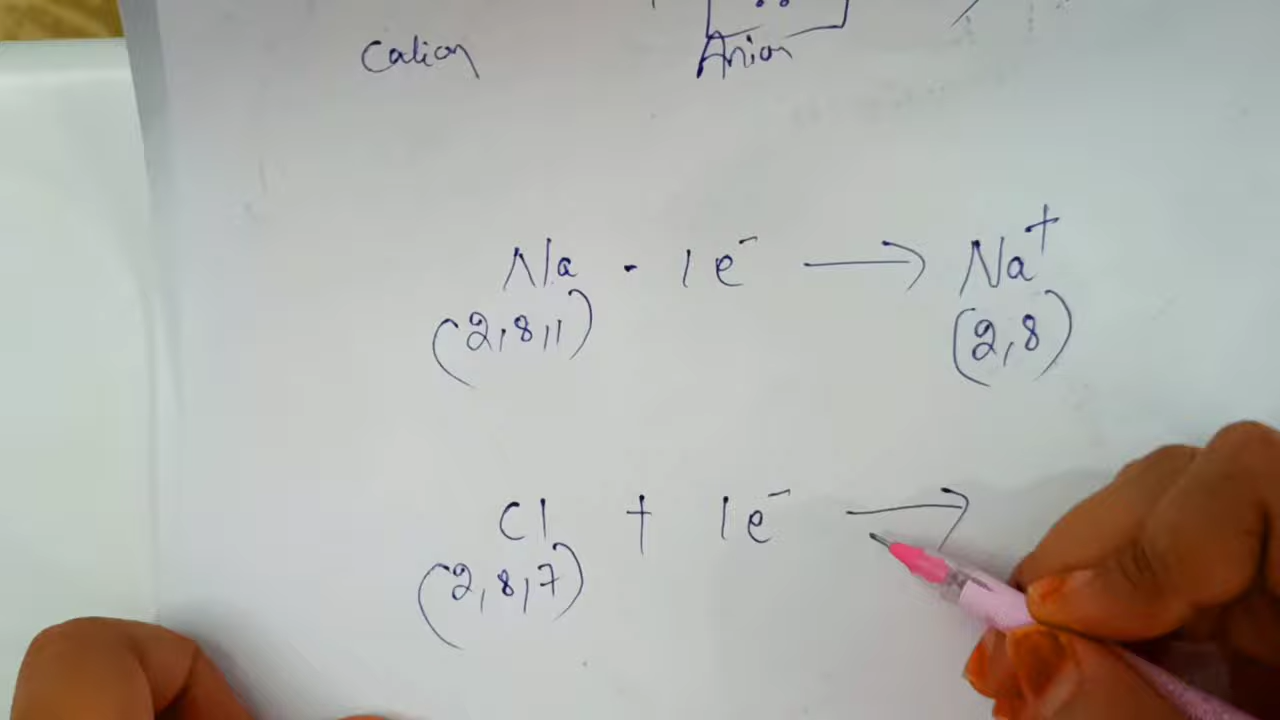 Cation Anion
Na - 1e⁻ → Na⁺
(2,8,1) (2,8)
Cl + 1e⁻ →
(2,8,7)